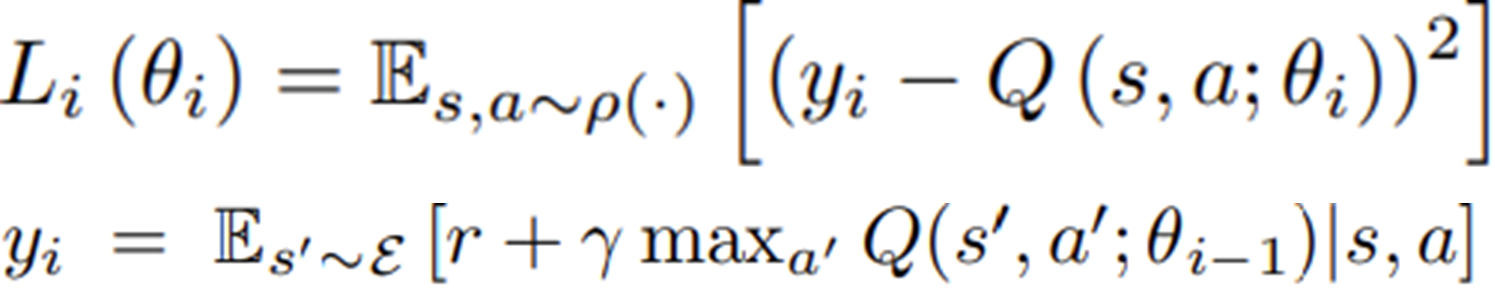 L_i (θ_i) = 𝔼_{s,a∼ρ(·)} [(y_i − Q (s, a; θ_i))^2]
y_i = 𝔼_{s′∼ℰ} [r + γ max_{a′} Q(s′, a′; θ_{i−1})|s, a]